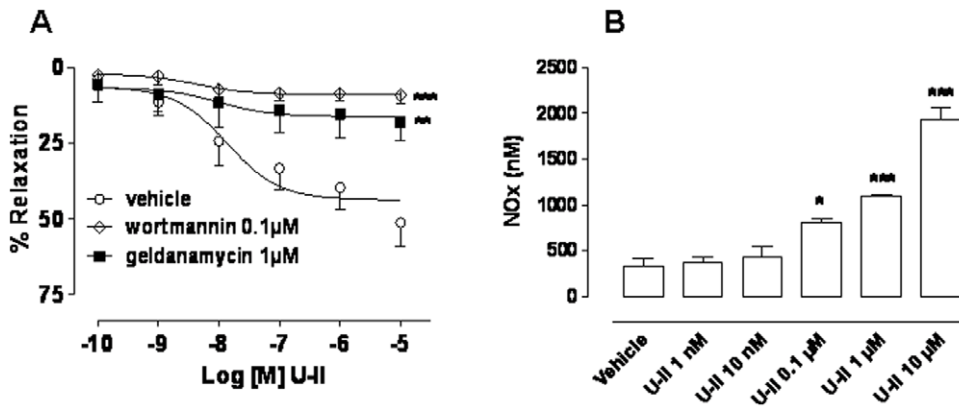 A
0
25
50
75
% Relaxation
***
**
vehicle
wortmannin 0.1µM
geldanamycin 1µM
-10 -9 -8 -7 -6 -5
Log [M] U-II
B
2500
2000
1500
1000
500
0
NOx (nM)
*
***
***
Vehicle
U-II 1 nM
U-II 10 nM
U-II 0.1 µM
U-II 1 µM
U-II 10 µM